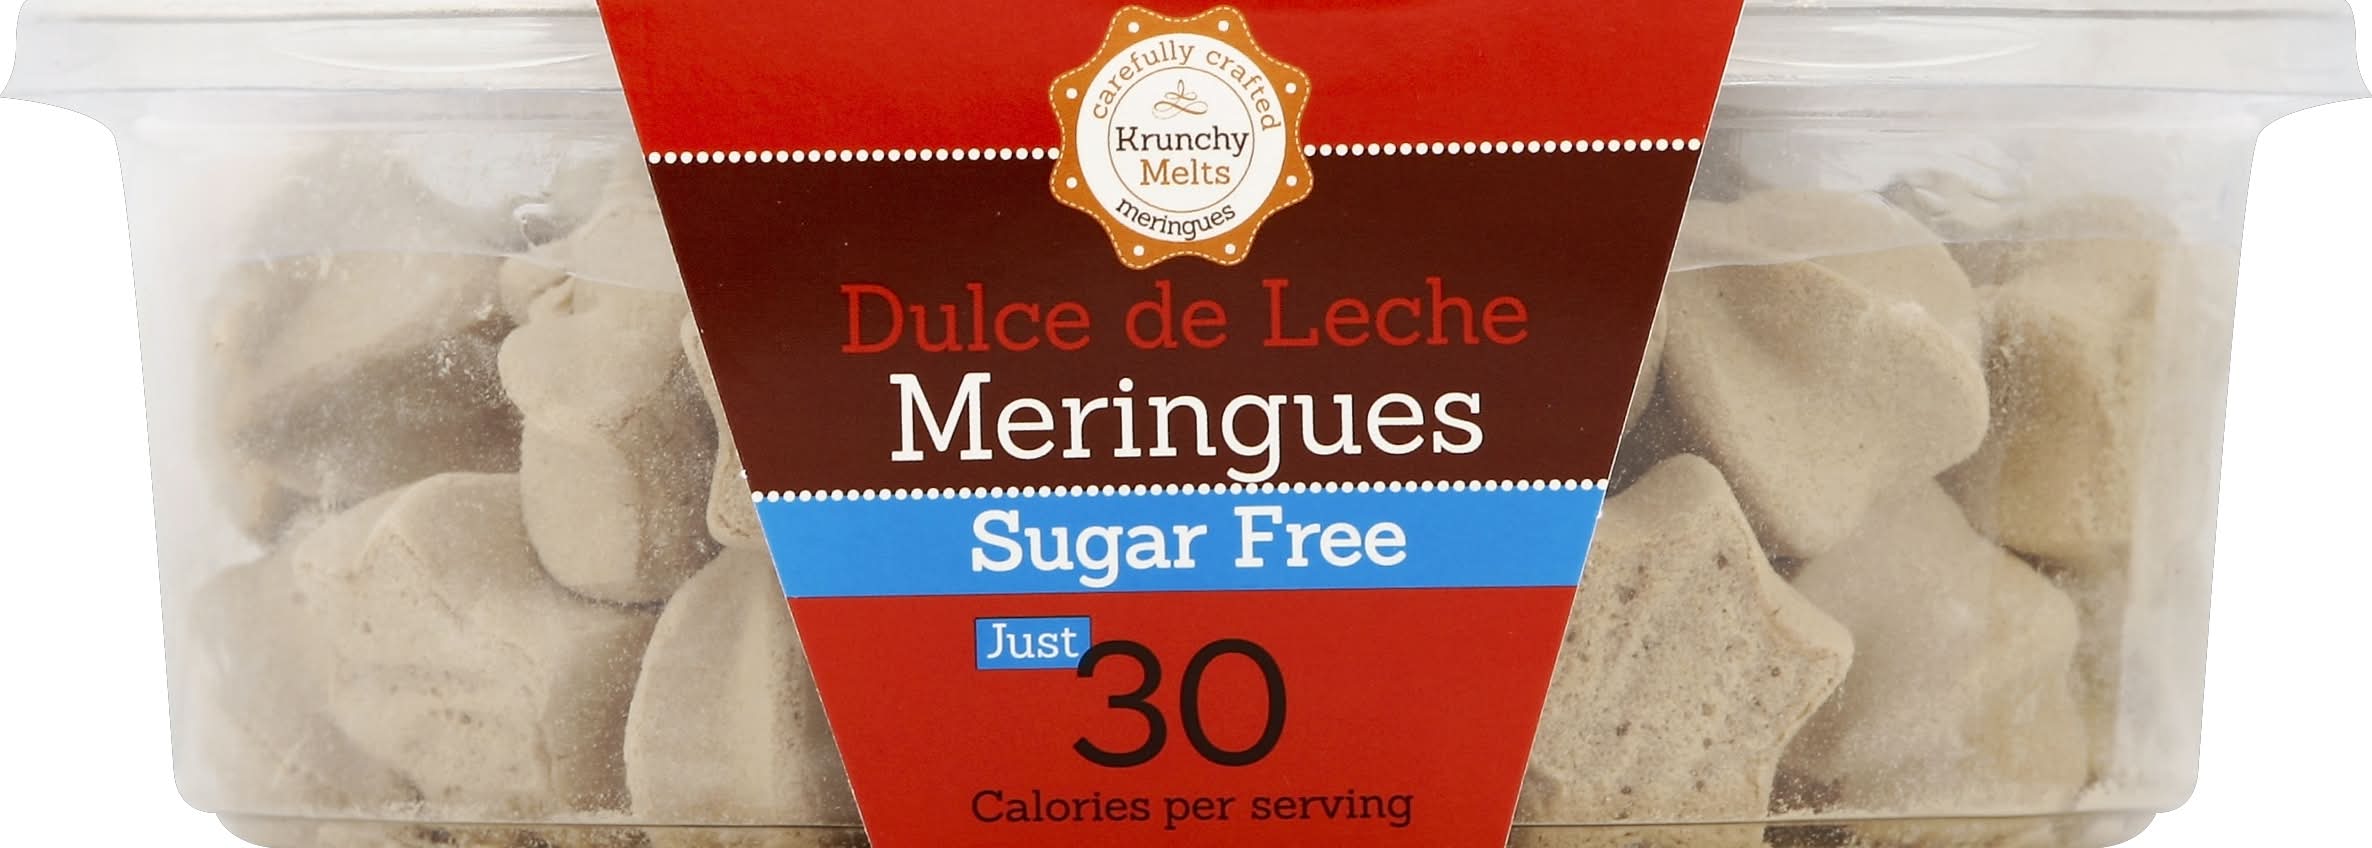 carefully crafted
Krunchy
Melts
meringues
Dulce de Leche
Meringues
Sugar Free
Just
30
Calories per serving